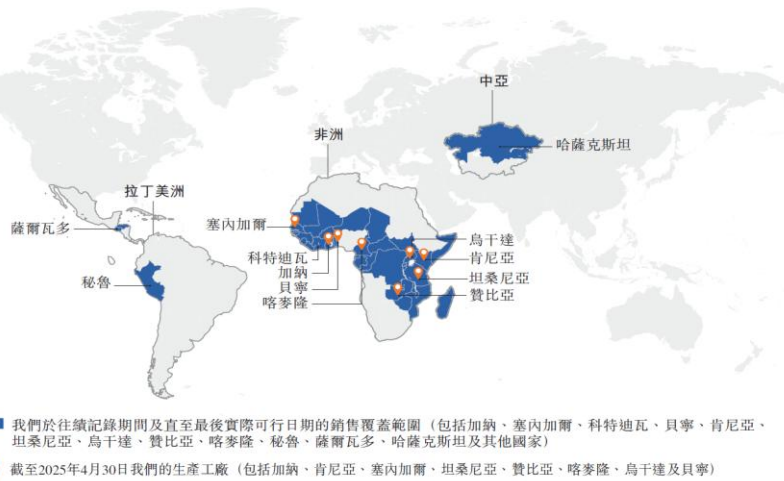 中亞
非洲
哈薩克斯坦
拉丁美洲
薩爾瓦多
塞內加爾
烏干達
科特迪瓦
肯尼亞
加納
坦桑尼亞
秘魯
貝寧
贊比亞
喀麥隆
我們於往績記錄期間及直至最後實際可行日期的銷售覆蓋範圍（包括加納、塞內加爾、科特迪瓦、貝寧、肯尼亞、
坦桑尼亞、烏干達、贊比亞、喀麥隆、秘魯、薩爾瓦多、哈薩克斯坦及其他國家）
截至2025年4月30日我們的生產工廠（包括加納、肯尼亞、塞內加爾、坦桑尼亞、贊比亞、喀麥隆、烏干達及貝寧）